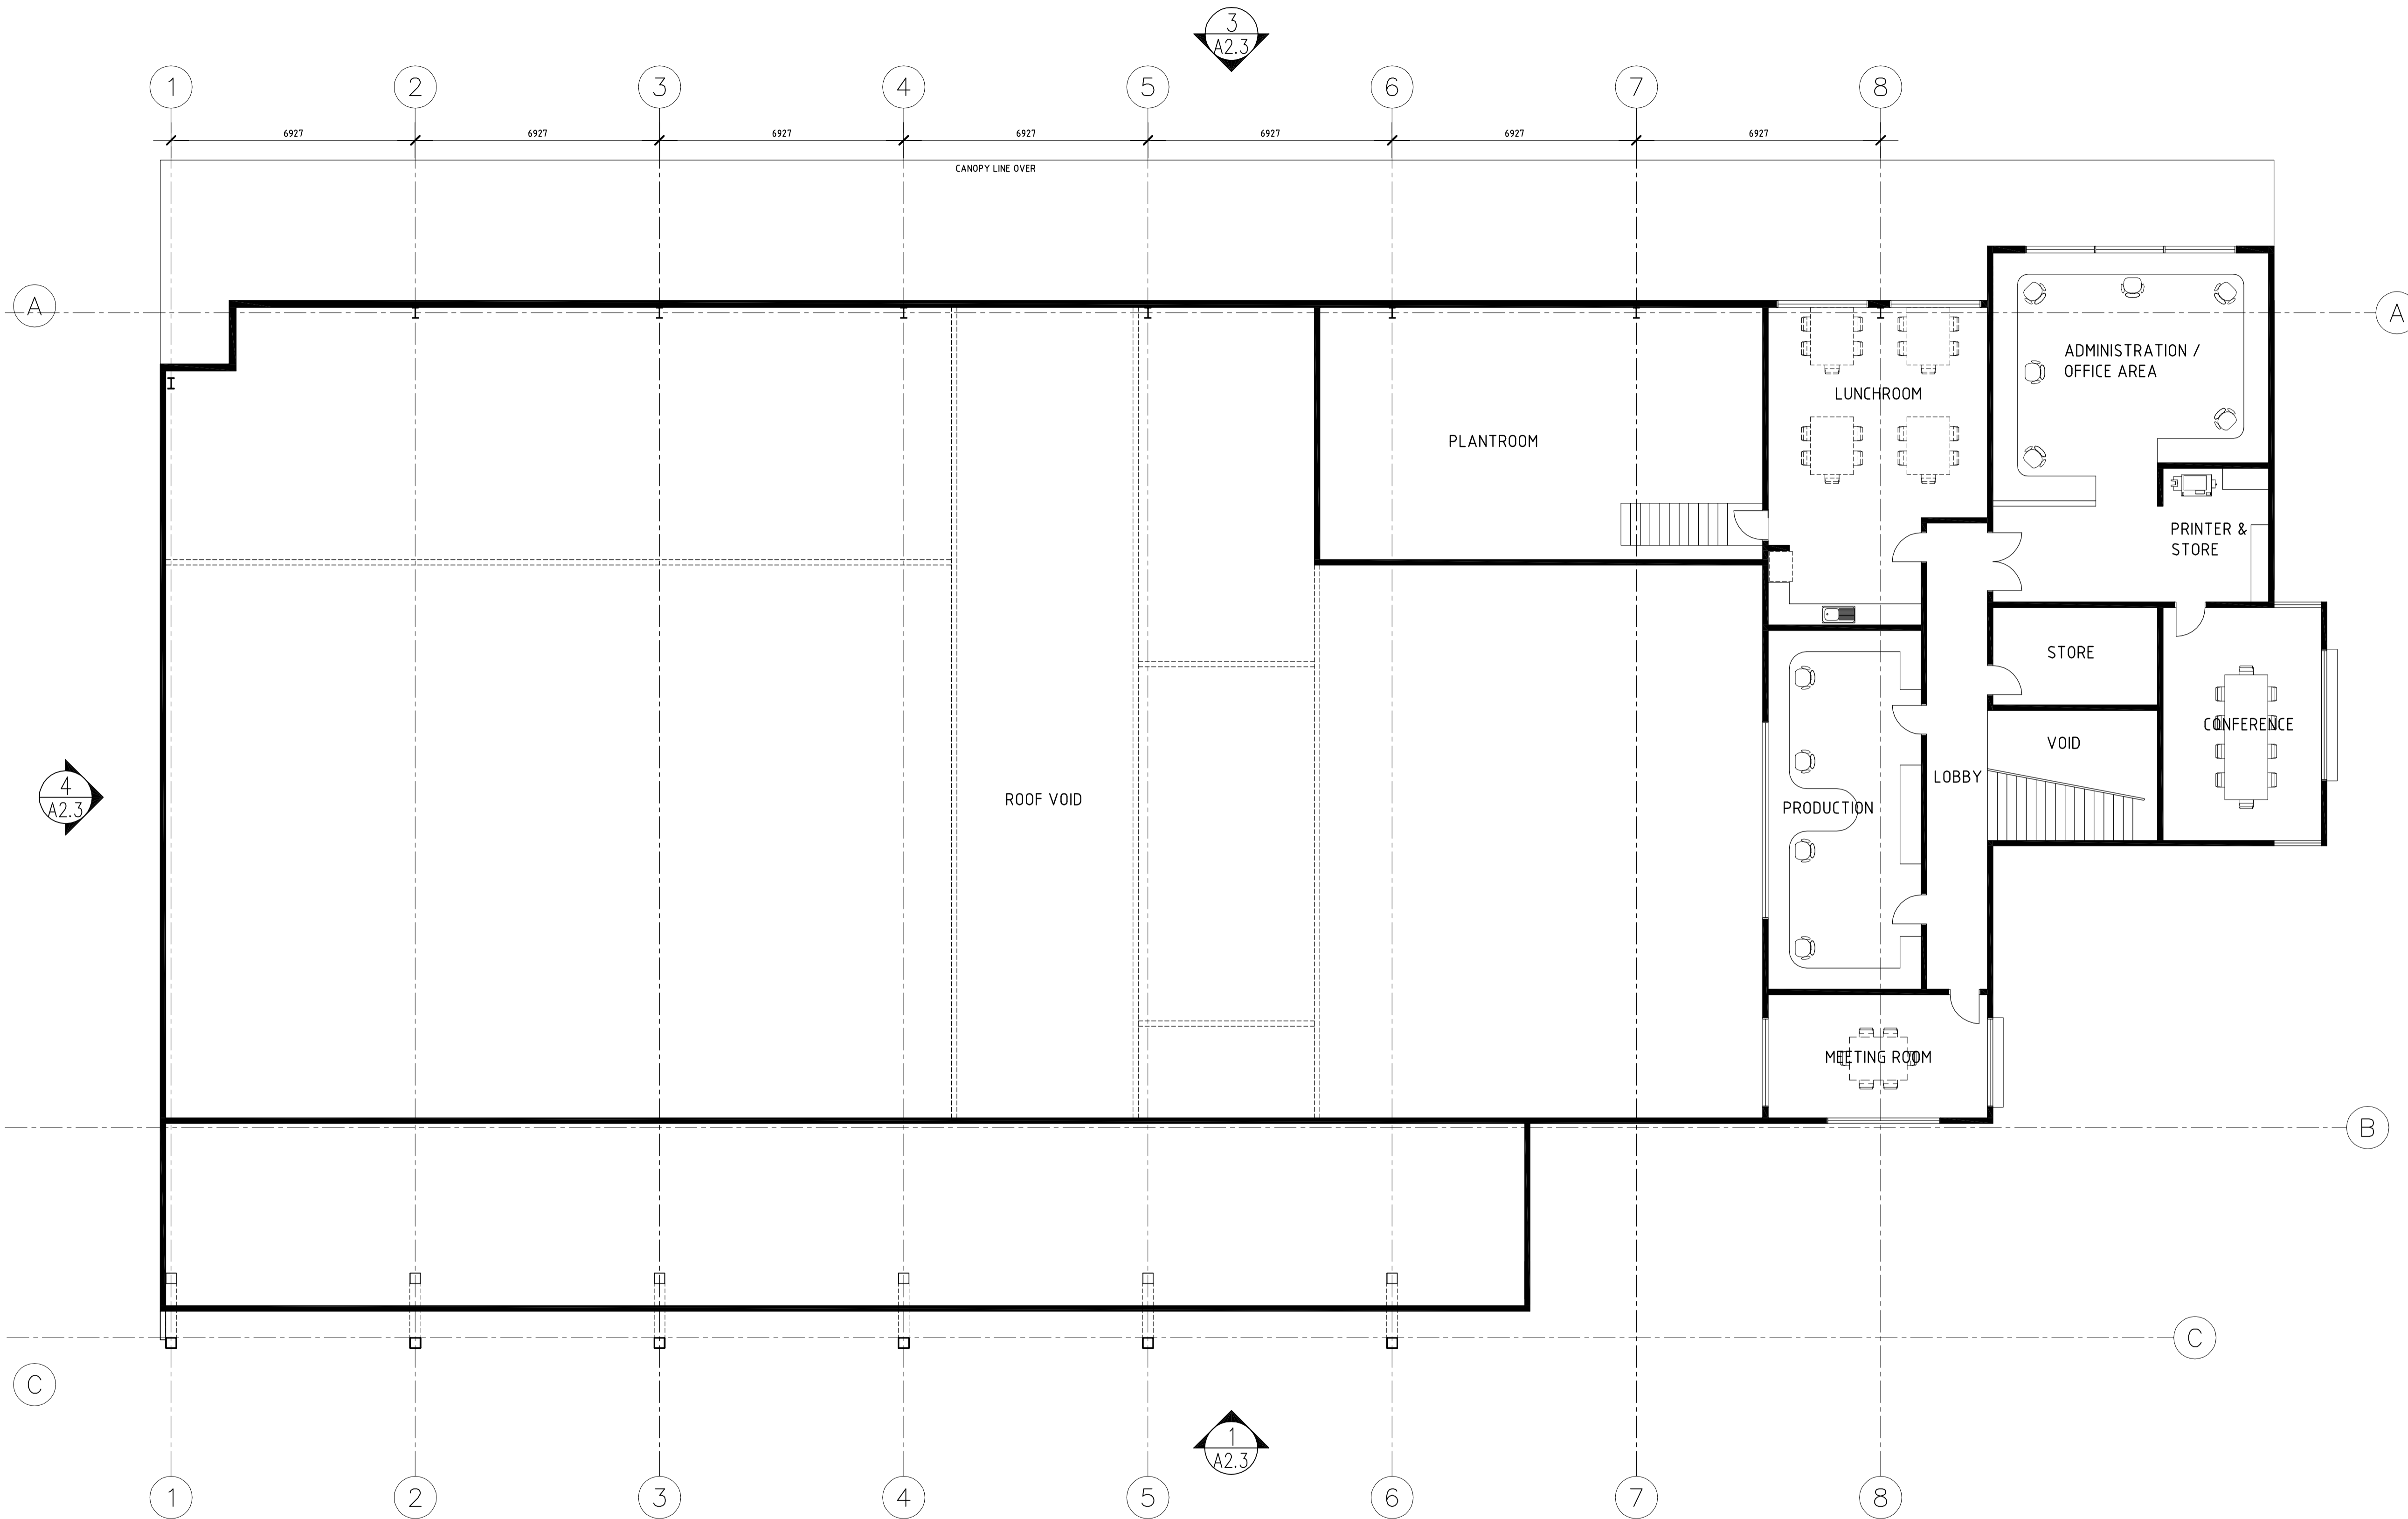 3
A2.3
1 2 3 4 5 6 7 8
6927 6927 6927 6927 6927 6927 6927
CANOPY LINE OVER
A
A
ADMINISTRATION /
OFFICE AREA
LUNCHROOM
PLANTROOM
PRINTER &
STORE
STORE
CONFERENCE
VOID
4
A2.3
LOBBY
ROOF VOID
PRODUCTION
MEETING ROOM
B
C
C
1
A2.3
1 2 3 4 5 6 7 8